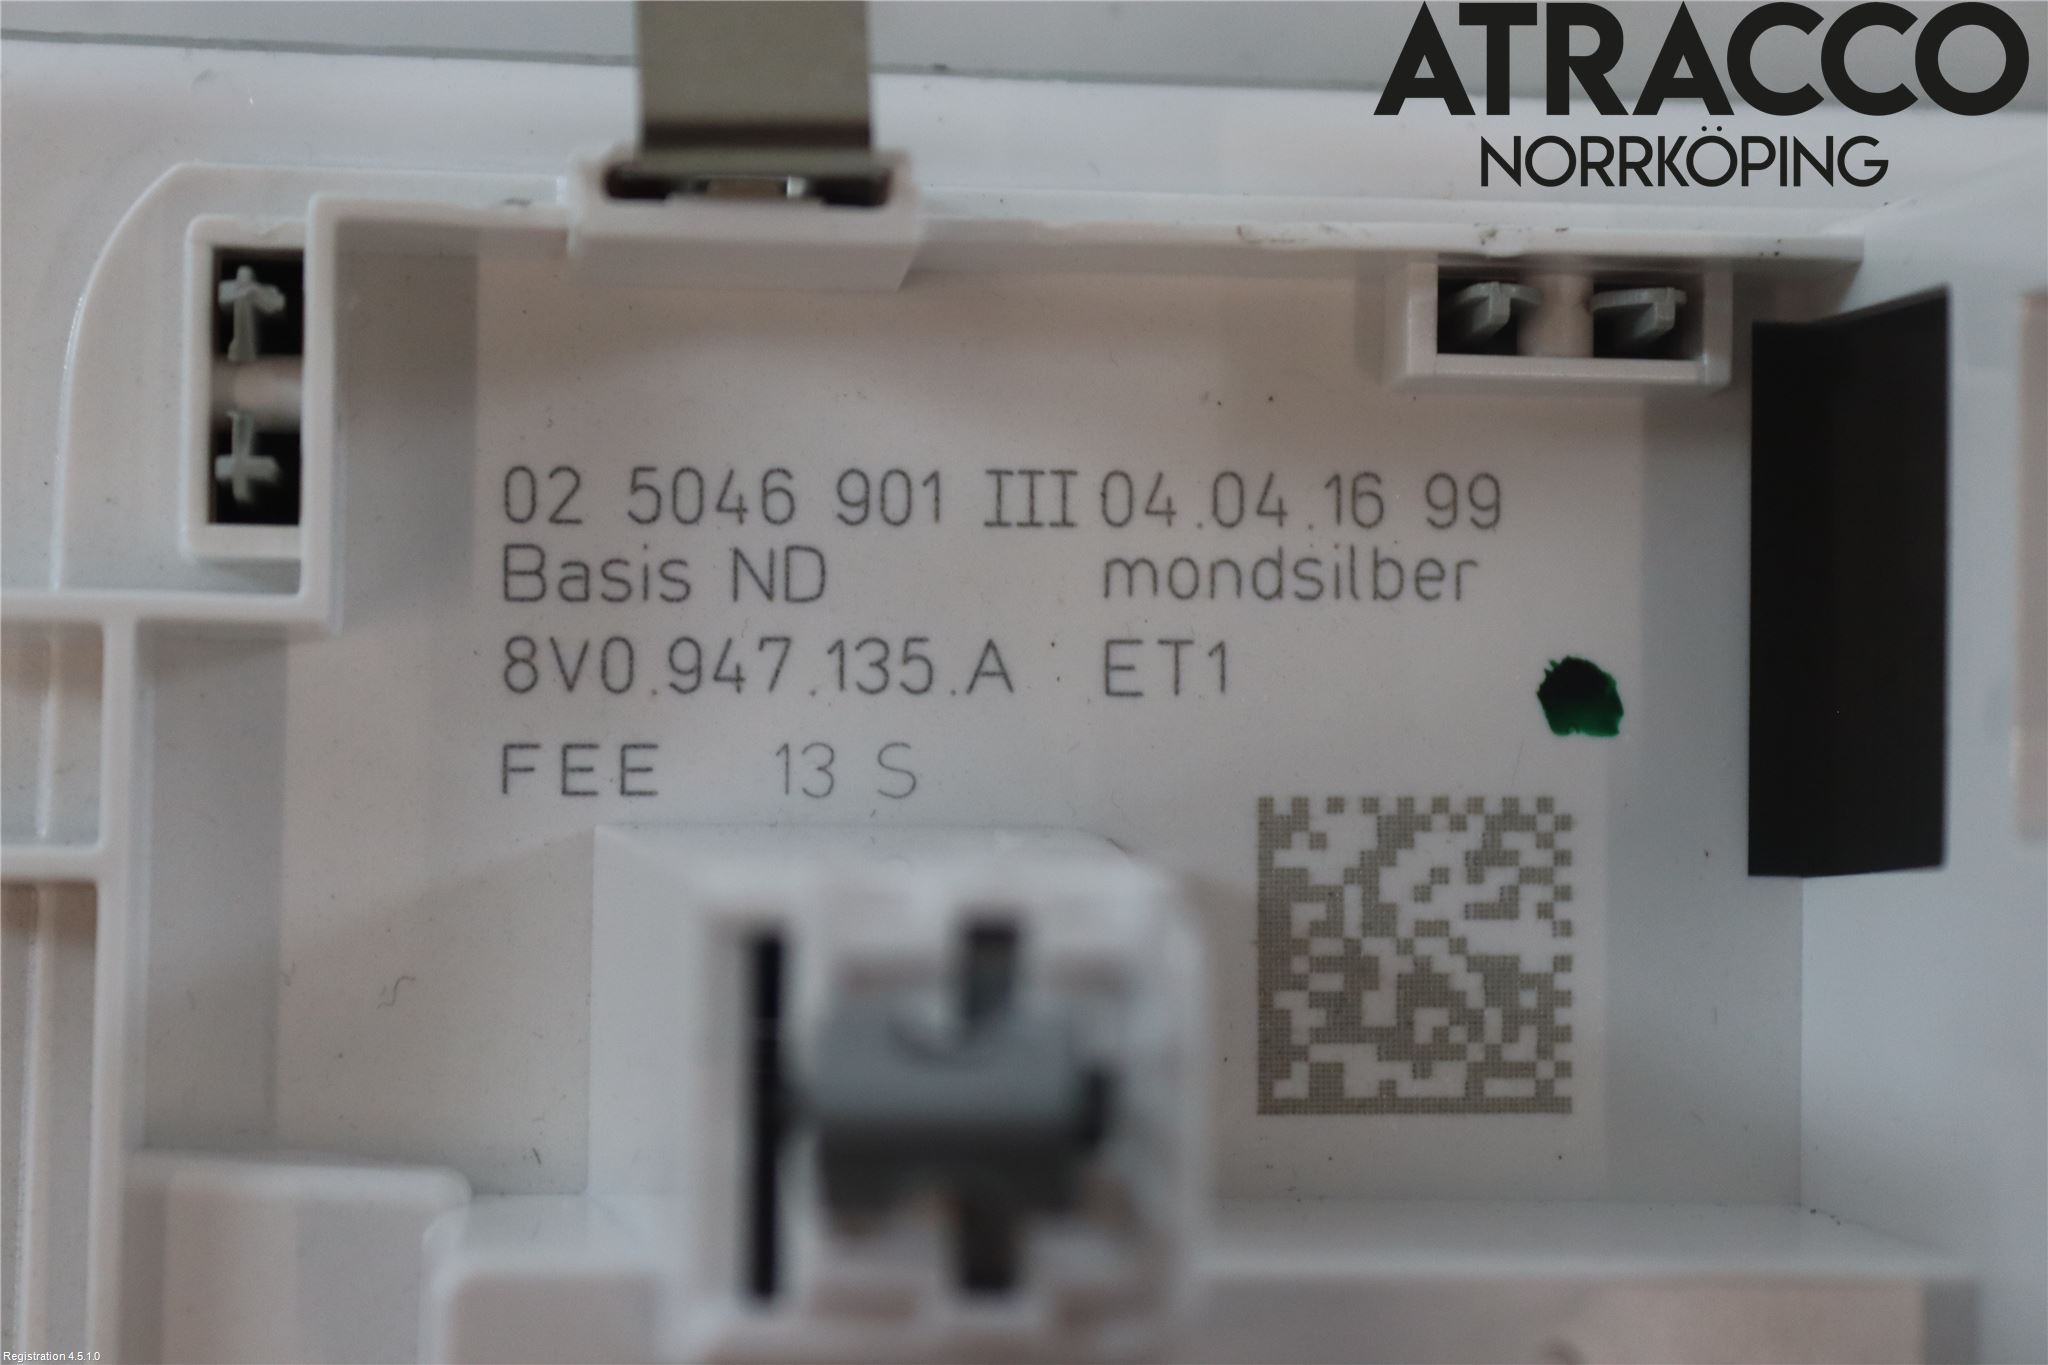 ATRACCO
NORRKÖPING
02 5046 901 III 04.04.16 99
Basis ND mondsilber
8V0.947.135.A ET1
FEE 13 S
Registration 4.5.1.0